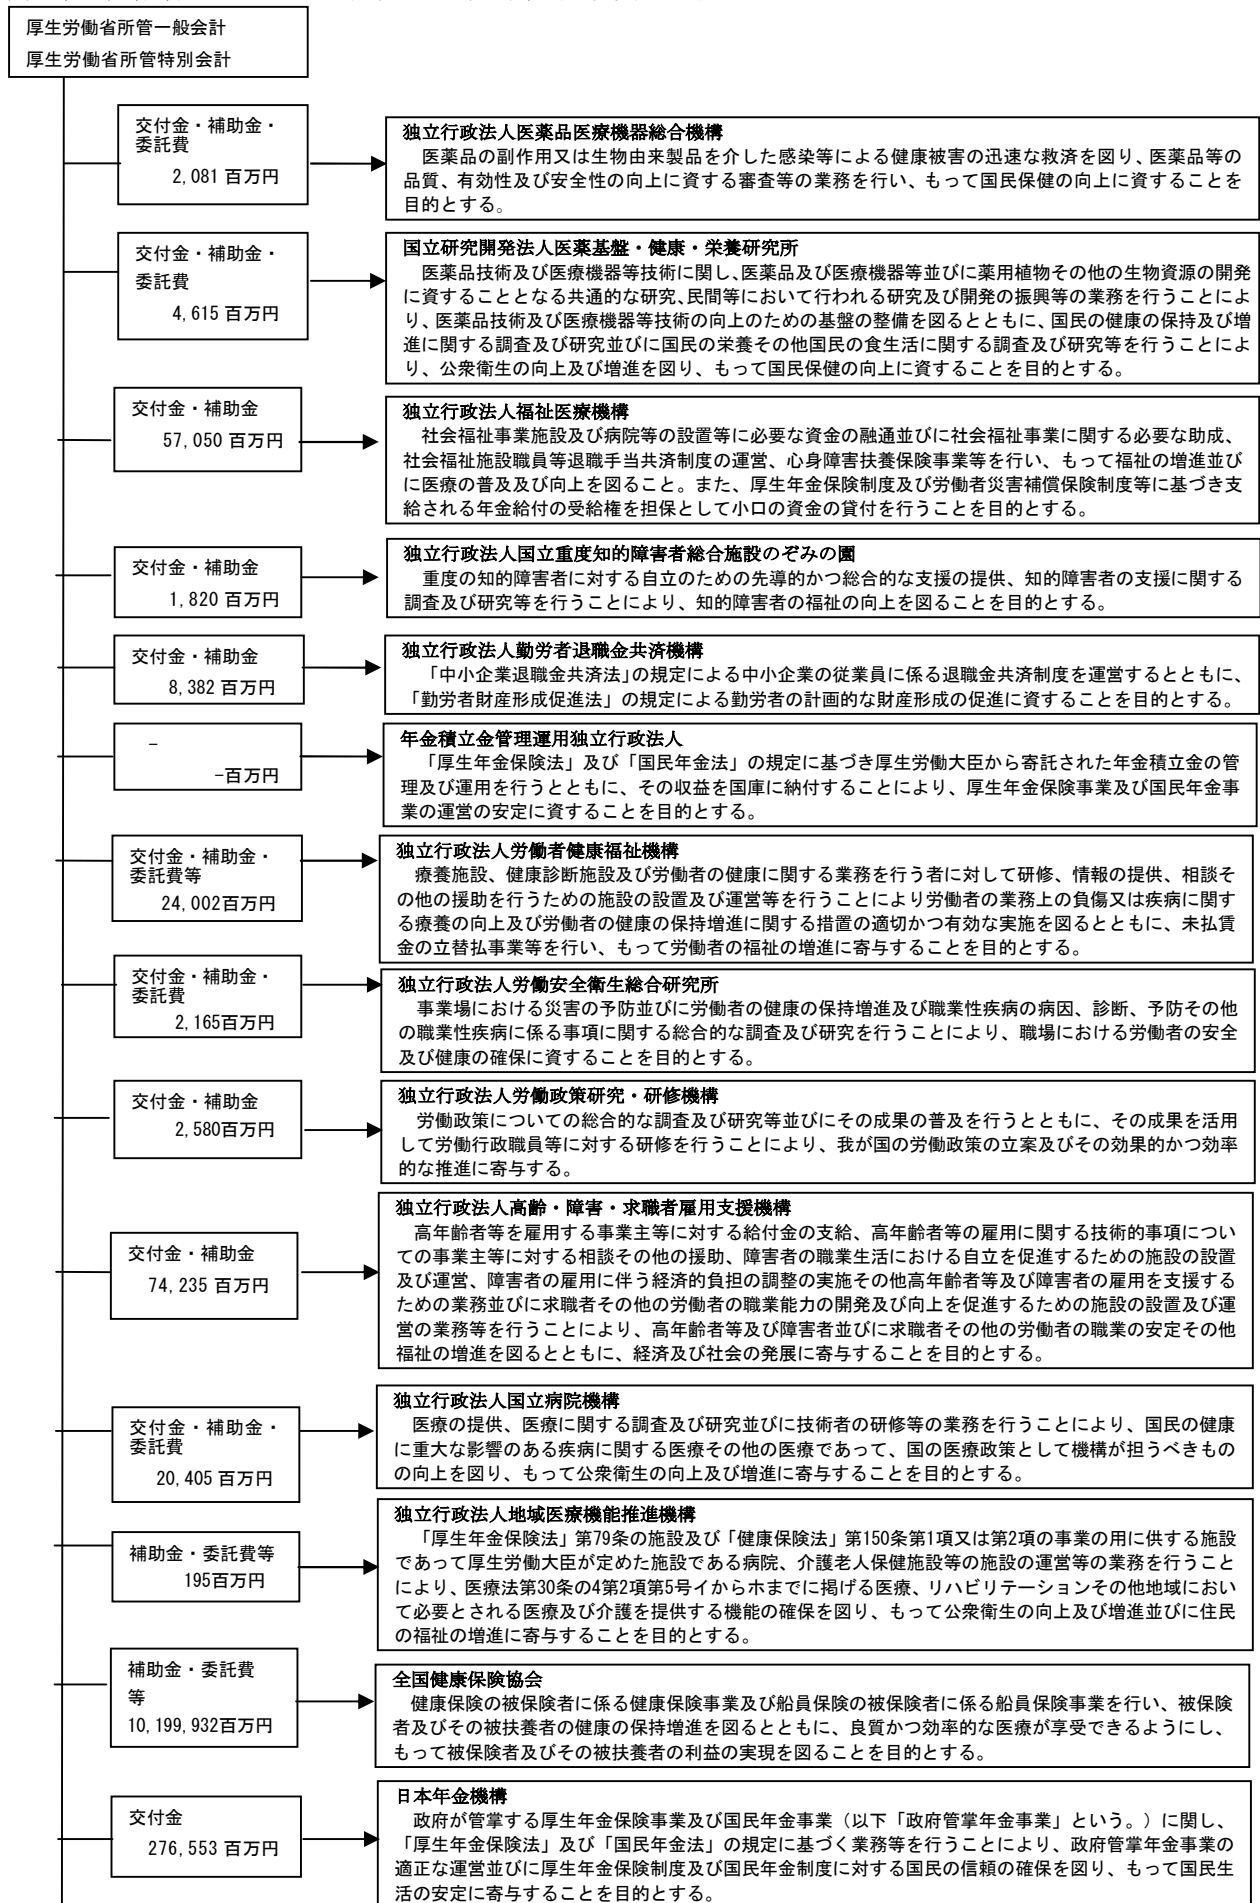 厚生労働省所管一般会計
厚生労働省所管特別会計
交付金・補助金・
委託費
2,081 百万円
独立行政法人医薬品医療機器総合機構
医薬品の副作用又は生物由来製品を介した感染等による健康被害の迅速な救済を図り、医薬品等の
品質、有効性及び安全性の向上に資する審査等の業務を行い、もって国民保健の向上に資することを
目的とする。
交付金・補助金・
委託費
4,615 百万円
国立研究開発法人医薬基盤・健康・栄養研究所
医薬品技術及び医療機器等技術に関し、医薬品及び医療機器等並びに薬用植物その他の生物資源の開発
に資することとなる共通的な研究、民間等において行われる研究及び開発の振興等の業務を行うことによ
り、医薬品技術及び医療機器等技術の向上のための基盤の整備を図るとともに、国民の健康の保持及び増
進に関する調査及び研究並びに国民の栄養その他国民の食生活に関する調査及び研究等を行うことによ
り、公衆衛生の向上及び増進を図り、もって国民保健の向上に資することを目的とする。
交付金・補助金
57,050 百万円
独立行政法人福祉医療機構
社会福祉事業施設及び病院等の設置等に必要な資金の融通並びに社会福祉事業に関する必要な助成、
社会福祉施設職員等退職手当共済制度の運営、心身障害扶養保険事業等を行い、もって福祉の増進並び
に医療の普及及び向上を図ること。また、厚生年金保険制度及び労働者災害補償保険制度等に基づき支
給される年金給付の受給権を担保として小口の資金の貸付を行うことを目的とする。
交付金・補助金
1,820 百万円
独立行政法人国立重度知的障害者総合施設のぞみの園
重度の知的障害者に対する自立のための先導的かつ総合的な支援の提供、知的障害者の支援に関する
調査及び研究等を行うことにより、知的障害者の福祉の向上を図ることを目的とする。
交付金・補助金
8,382 百万円
独立行政法人勤労者退職金共済機構
「中小企業退職金共済法」の規定による中小企業の従業員に係る退職金共済制度を運営するとともに、
「勤労者財産形成促進法」の規定による勤労者の計画的な財産形成の促進に資することを目的とする。
-
-百万円
年金積立金管理運用独立行政法人
「厚生年金保険法」及び「国民年金法」の規定に基づき厚生労働大臣から寄託された年金積立金の管
理及び運用を行うとともに、その収益を国庫に納付することにより、厚生年金保険事業及び国民年金事
業の運営の安定に資することを目的とする。
交付金・補助金・
委託費等
24,002百万円
独立行政法人労働者健康福祉機構
療養施設、健康診断施設及び労働者の健康に関する業務を行う者に対して研修、情報の提供、相談そ
の他の援助を行うための施設の設置及び運営等を行うことにより労働者の業務上の負傷又は疾病に関す
る療養の向上及び労働者の健康の保持増進に関する措置の適切かつ有効な実施を図るとともに、未払賃
金の立替払事業等を行い、もって労働者の福祉の増進に寄与することを目的とする。
交付金・補助金・
委託費
2,165百万円
独立行政法人労働安全衛生総合研究所
事業場における災害の予防並びに労働者の健康の保持増進及び職業性疾病の病因、診断、予防その他
の職業性疾病に係る事項に関する総合的な調査及び研究を行うことにより、職場における労働者の安全
及び健康の確保に資することを目的とする。
交付金・補助金
2,580百万円
独立行政法人労働政策研究・研修機構
労働政策についての総合的な調査及び研究等並びにその成果の普及を行うとともに、その成果を活用
して労働行政職員等に対する研修を行うことにより、我が国の労働政策の立案及びその効果的かつ効率
的な推進に寄与する。
交付金・補助金
74,235 百万円
独立行政法人高齢・障害・求職者雇用支援機構
高年齢者等を雇用する事業主等に対する給付金の支給、高年齢者等の雇用に関する技術的事項につい
ての事業主等に対する相談その他の援助、障害者の職業生活における自立を促進するための施設の設置
及び運営、障害者の雇用に伴う経済的負担の調整の実施その他高年齢者等及び障害者の雇用を支援する
ための業務並びに求職者その他の労働者の職業能力の開発及び向上を促進するための施設の設置及び運
営の業務等を行うことにより、高年齢者等及び障害者並びに求職者その他の労働者の職業の安定その他
福祉の増進を図るとともに、経済及び社会の発展に寄与することを目的とする。
交付金・補助金・
委託費
20,405 百万円
独立行政法人国立病院機構
医療の提供、医療に関する調査及び研究並びに技術者の研修等の業務を行うことにより、国民の健康
に重大な影響のある疾病に関する医療その他の医療であって、国の医療政策として機構が担うべきもの
の向上を図り、もって公衆衛生の向上及び増進に寄与することを目的とする。
補助金・委託費等
195百万円
独立行政法人地域医療機能推進機構
「厚生年金保険法」第79条の施設及び「健康保険法」第150条第1項又は第2項の事業の用に供する施設
であって厚生労働大臣が定めた施設である病院、介護老人保健施設等の施設の運営等の業務を行うこと
により、医療法第30条の4第2項第5号イからホまでに掲げる医療、リハビリテーションその他地域におい
て必要とされる医療及び介護を提供する機能の確保を図り、もって公衆衛生の向上及び増進並びに住民
の福祉の増進に寄与することを目的とする。
補助金・委託費
等
10,199,932百万円
全国健康保険協会
健康保険の被保険者に係る健康保険事業及び船員保険の被保険者に係る船員保険事業を行い、被保険
者及びその被扶養者の健康の保持増進を図るとともに、良質かつ効率的な医療が享受できるようにし、
もって被保険者及びその被扶養者の利益の実現を図ることを目的とする。
交付金
276,553 百万円
日本年金機構
政府が管掌する厚生年金保険事業及び国民年金事業（以下「政府管掌年金事業」という。）に関し、
「厚生年金保険法」及び「国民年金法」の規定に基づく業務等を行うことにより、政府管掌年金事業の
適正な運営並びに厚生年金保険制度及び国民年金制度に対する国民の信頼の確保を図り、もって国民生
活の安定に寄与することを目的とする。